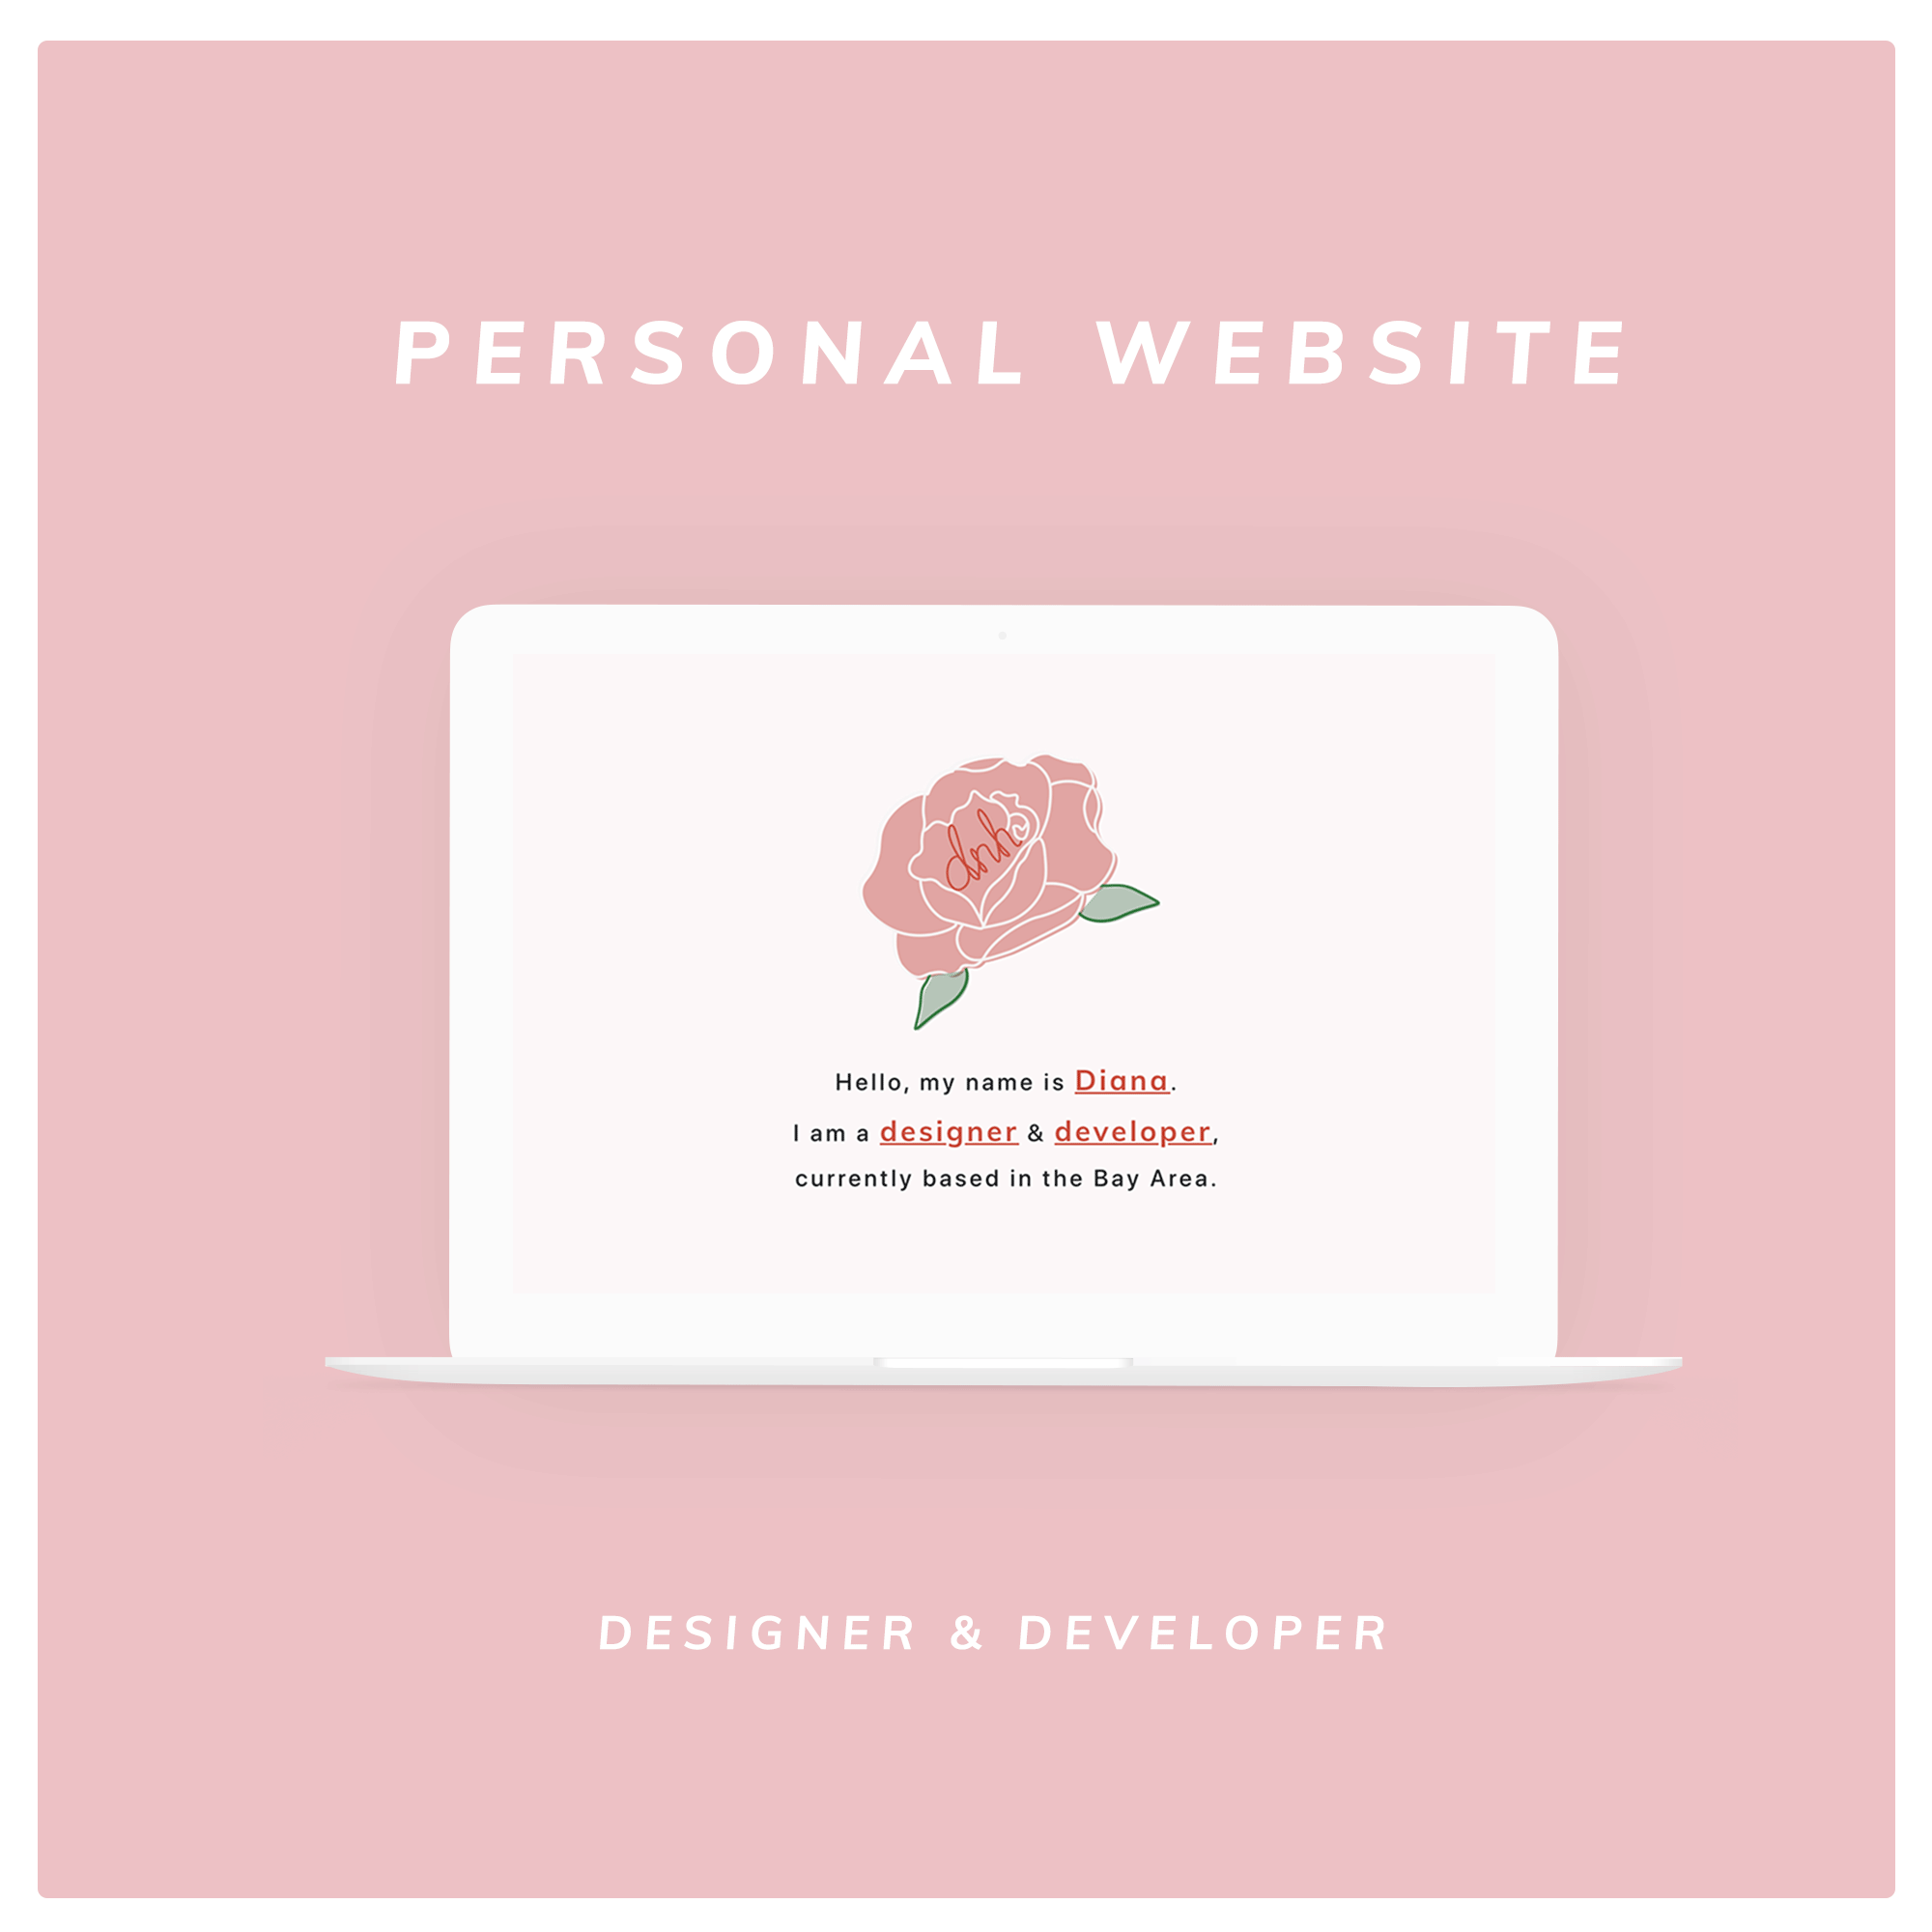 PERSONAL WEBSITE
dnh
Hello, my name is Diana.
I am a designer & developer,
currently based in the Bay Area.
DESIGNER & DEVELOPER